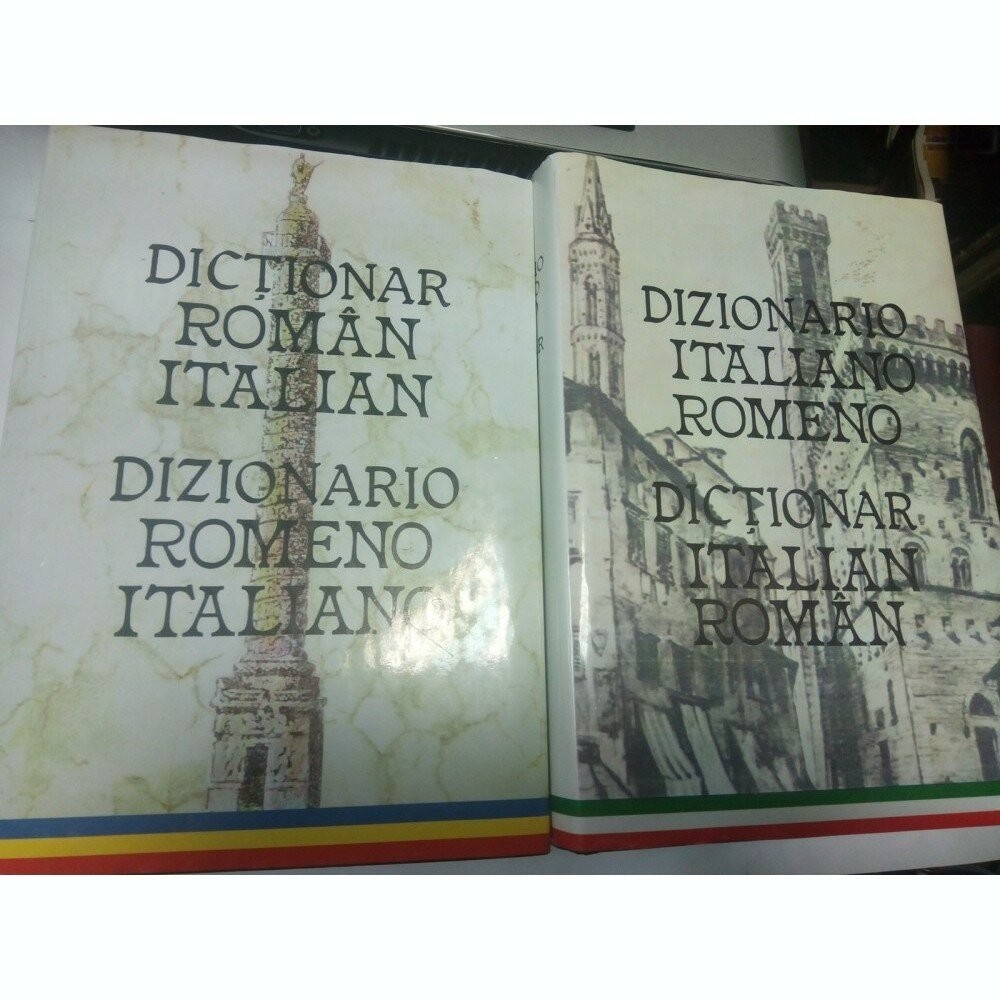 DICȚIONAR
ROMÂN
ITALIAN
DIZIONARIO
ROMENO
ITALIANO
DIZIONARIO
ITALIANO
ROMENO
DICȚIONAR
ITALIAN
ROMÂN